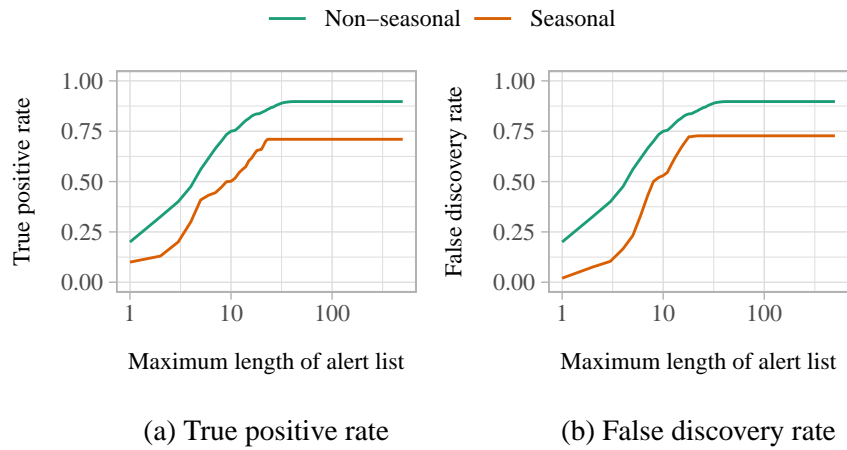 Non−seasonal Seasonal
True positive rate
1.00
0.75
0.50
0.25
0.00
1 10 100
Maximum length of alert list
(a) True positive rate
False discovery rate
1.00
0.75
0.50
0.25
0.00
1 10 100
Maximum length of alert list
(b) False discovery rate